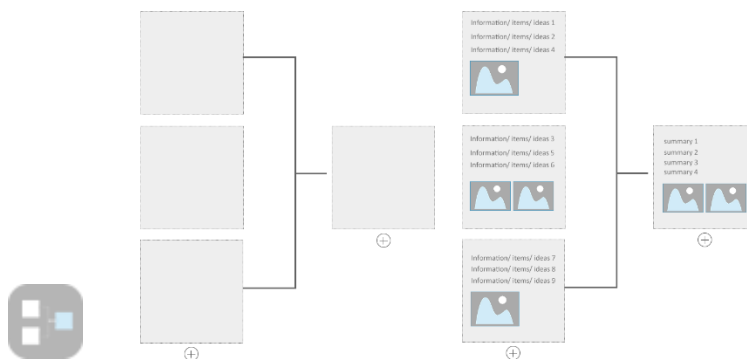 Information/ items/ ideas 1
Information/ items/ ideas 2
Information/ items/ ideas 4
Information/ items/ ideas 3
Information/ items/ ideas 5
Information/ items/ ideas 6
Information/ items/ ideas 7
Information/ items/ ideas 8
Information/ items/ ideas 9
summary 1
summary 2
summary 3
summary 4